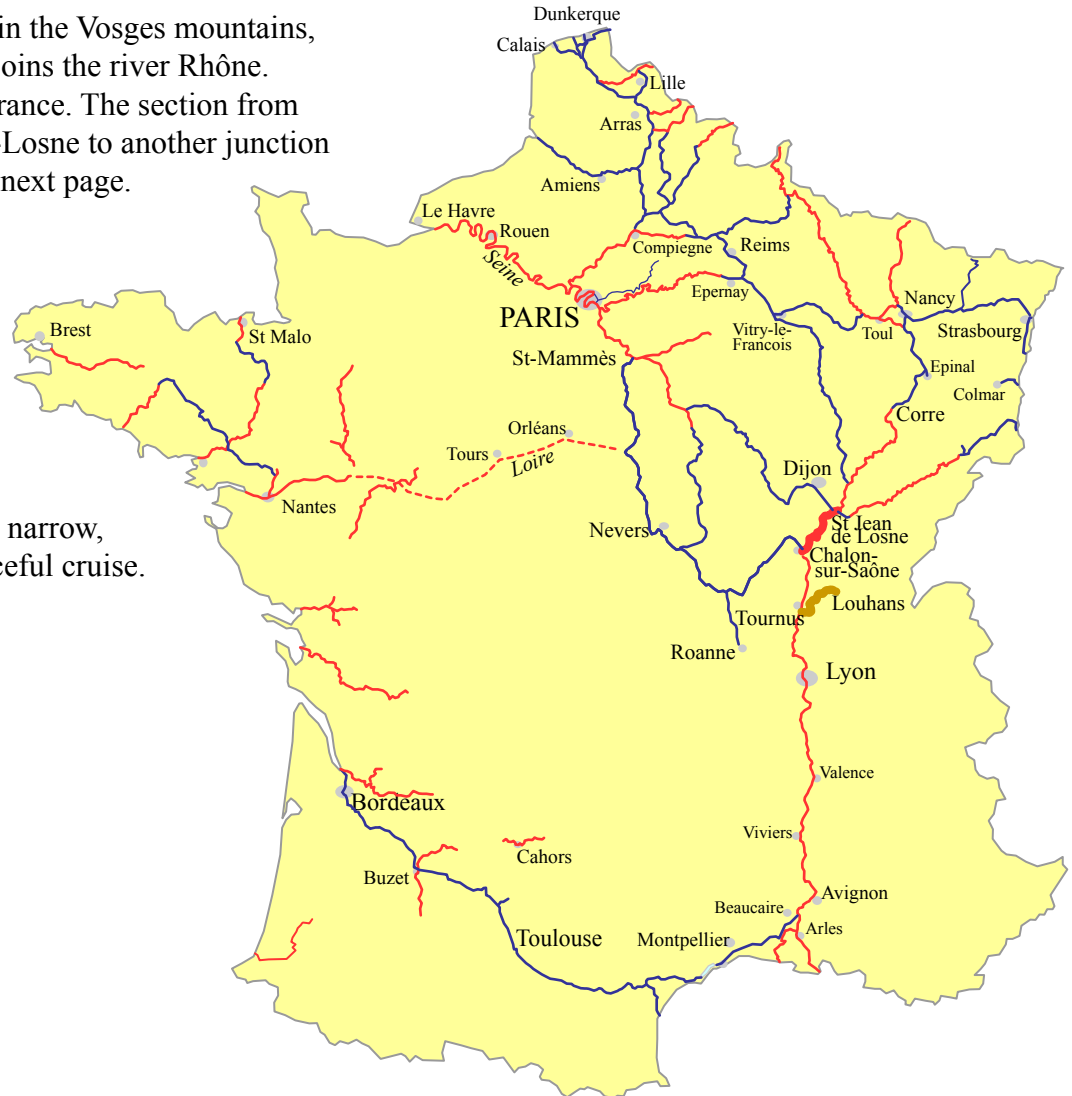 in the Vosges mountains,
oins the river Rhône.
rance. The section from
-Losne to another junction
next page.
narrow,
ceful cruise.
Dunkerque
Calais
Lille
Arras
Amiens
Le Havre
Rouen
Seine
Compiegne
Reims
Epernay
PARIS
Nancy
Brest
St Malo
Vitry-le-
Francois
Toul
Strasbourg
St-Mammès
Epinal
Colmar
Corre
Orléans
Tours
Loire
Dijon
Nantes
Nevers
St Jean
de Losne
Chalon-
sur-Saône
Louhans
Tournus
Roanne
Lyon
Valence
Bordeaux
Viviers
Cahors
Buzet
Avignon
Beaucaire
Arles
Toulouse
Montpellier